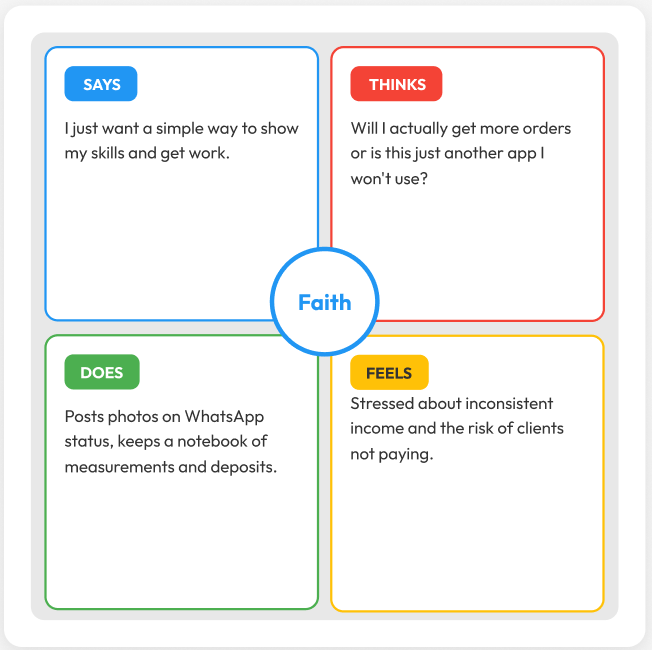 SAYS
I just want a simple way to show
my skills and get work.
THINKS
Will I actually get more orders
or is this just another app I
won't use?
Faith
DOES
Posts photos on WhatsApp
status, keeps a notebook of
measurements and deposits.
FEELS
Stressed about inconsistent
income and the risk of clients
not paying.